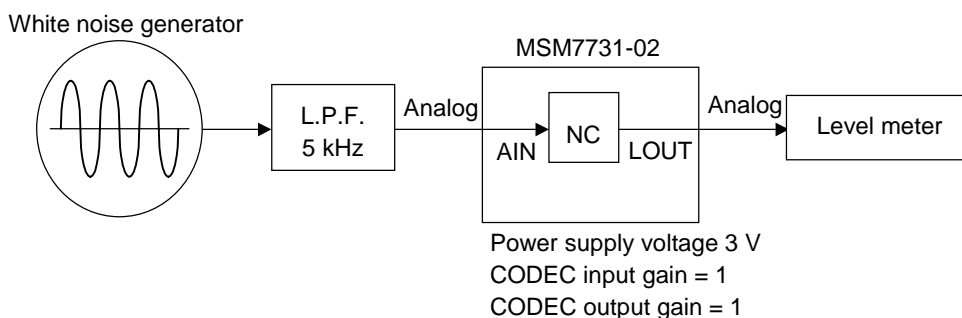 White noise generator
MSM7731-02
L.P.F.
5 kHz
Analog
AIN
NC
LOUT
Analog
Level meter
Power supply voltage 3 V
CODEC input gain = 1
CODEC output gain = 1